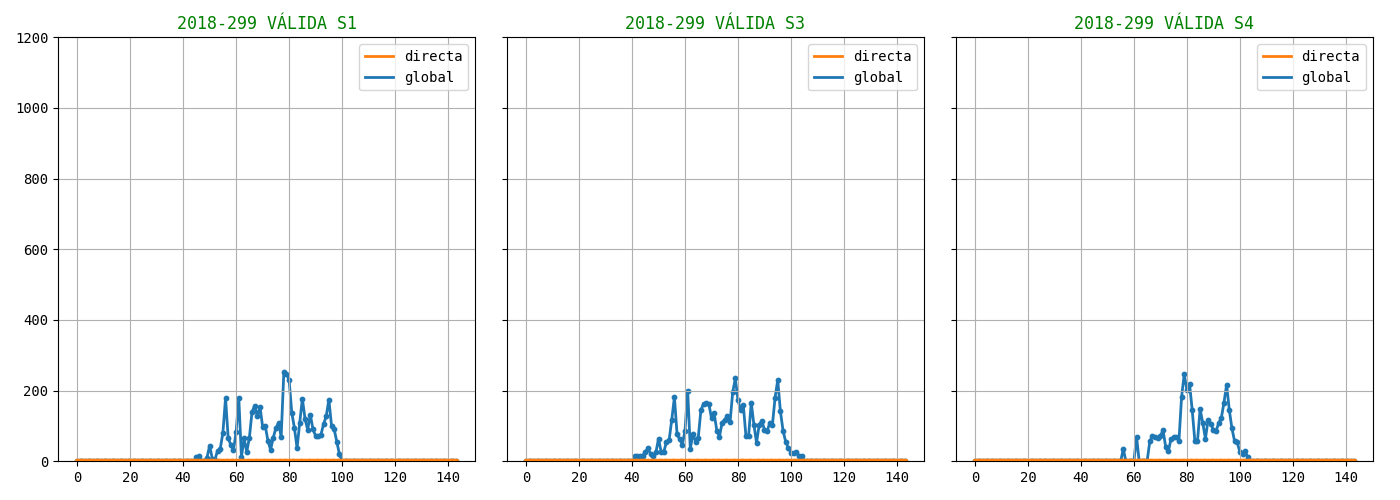 2018-299 VÁLIDA S1
2018-299 VÁLIDA S3
2018-299 VÁLIDA S4
directa
global
directa
global
directa
global
1200
1000
800
600
400
200
0
0 20 40 60 80 100 120 140
0 20 40 60 80 100 120 140
0 20 40 60 80 100 120 140